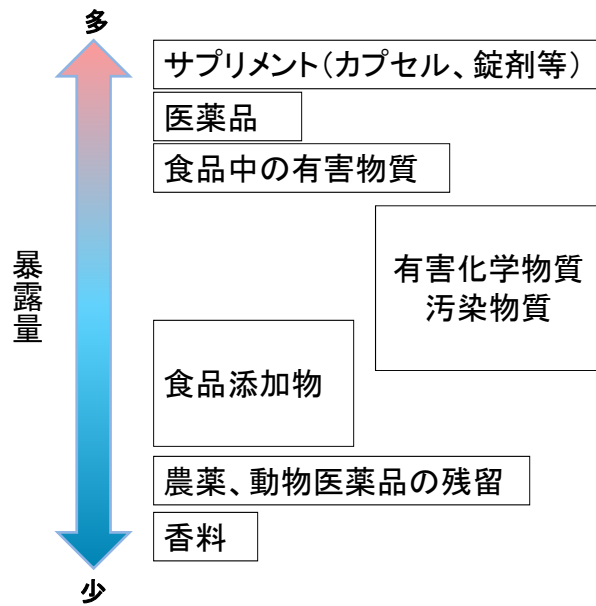 多
サプリメント（カプセル、錠剤等）
医薬品
食品中の有害物質
有害化学物質
汚染物質
暴露量
食品添加物
農薬、動物医薬品の残留
香料
少